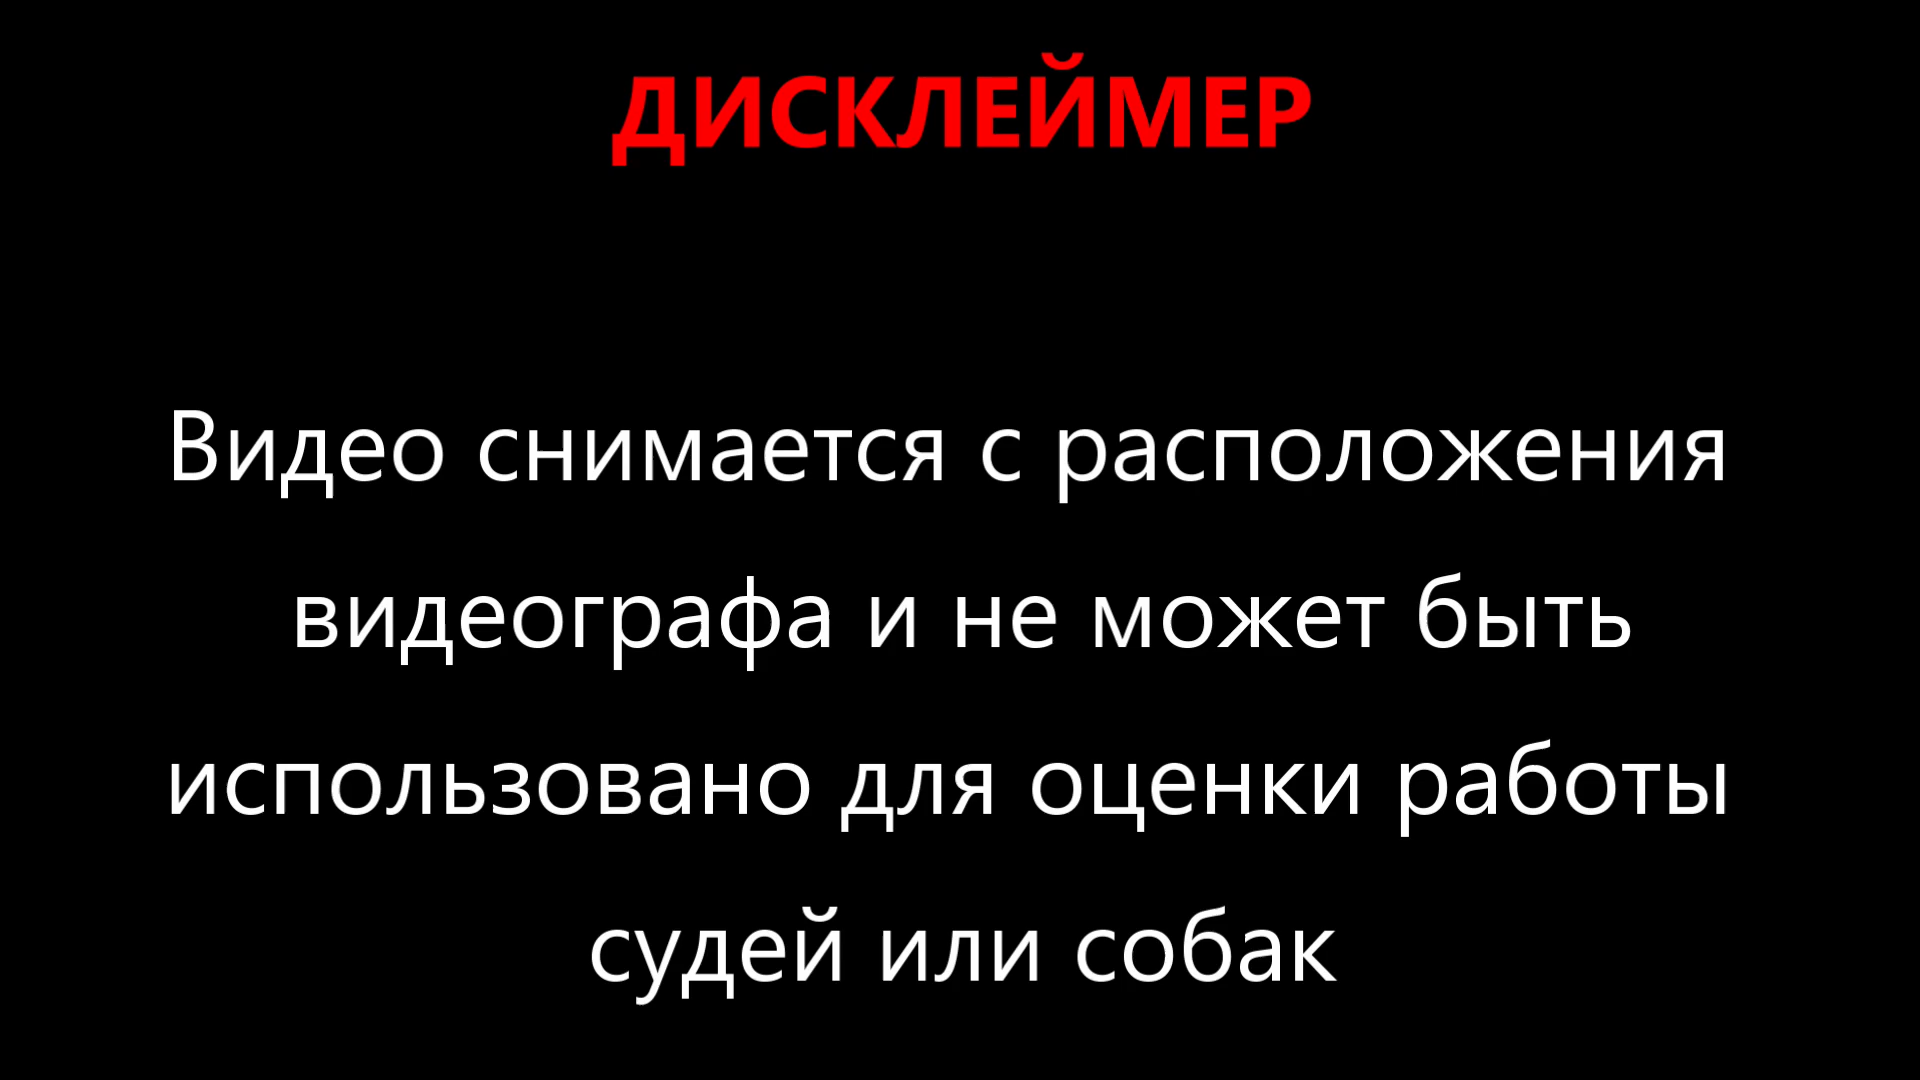 ДИСКЛЕЙМЕР
Видео снимается с расположения
видеографа и не может быть
использовано для оценки работы
судей или собак